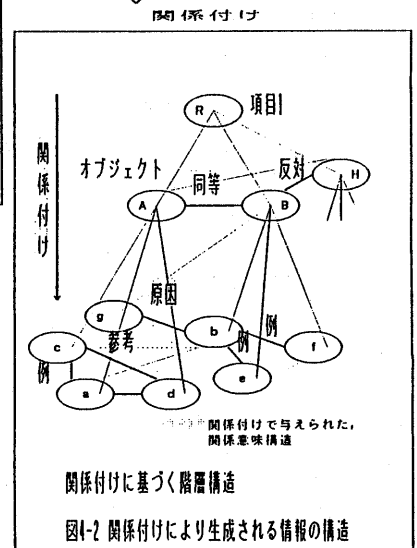 関係付け
R
項目1
関係付け
オブジェクト
同等
反対
H
A
B
原因
g
参考
b
例
例
c
f
例
a
d
e
関係付けで与えられた,
関係意味構造
関係付けに基づく階層構造
図4-2 関係付けにより生成される情報の構造